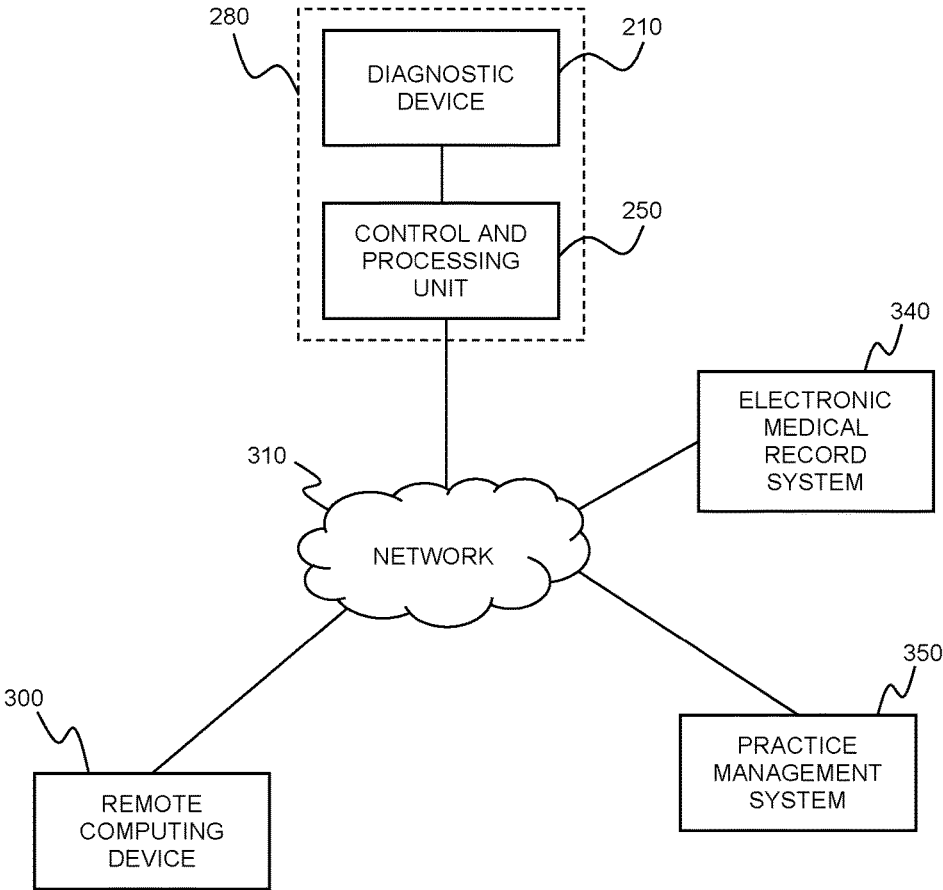 280
210
DIAGNOSTIC
DEVICE
250
CONTROL AND
PROCESSING
UNIT
340
ELECTRONIC
MEDICAL
RECORD
SYSTEM
310
NETWORK
350
PRACTICE
MANAGEMENT
SYSTEM
300
REMOTE
COMPUTING
DEVICE